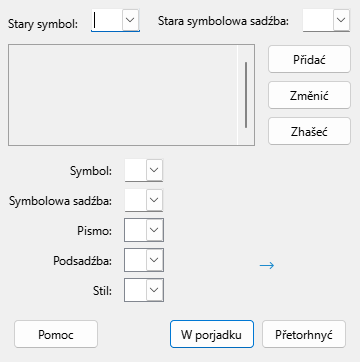 Stary symbol: Stara symbolowa sadźba:
Přidać
Změnić
Zhašeć
Symbol:
Symbolowa sadźba:
Pismo:
Podsadźba:
Stil:
Pomoc W porjadku Přetorhnyć